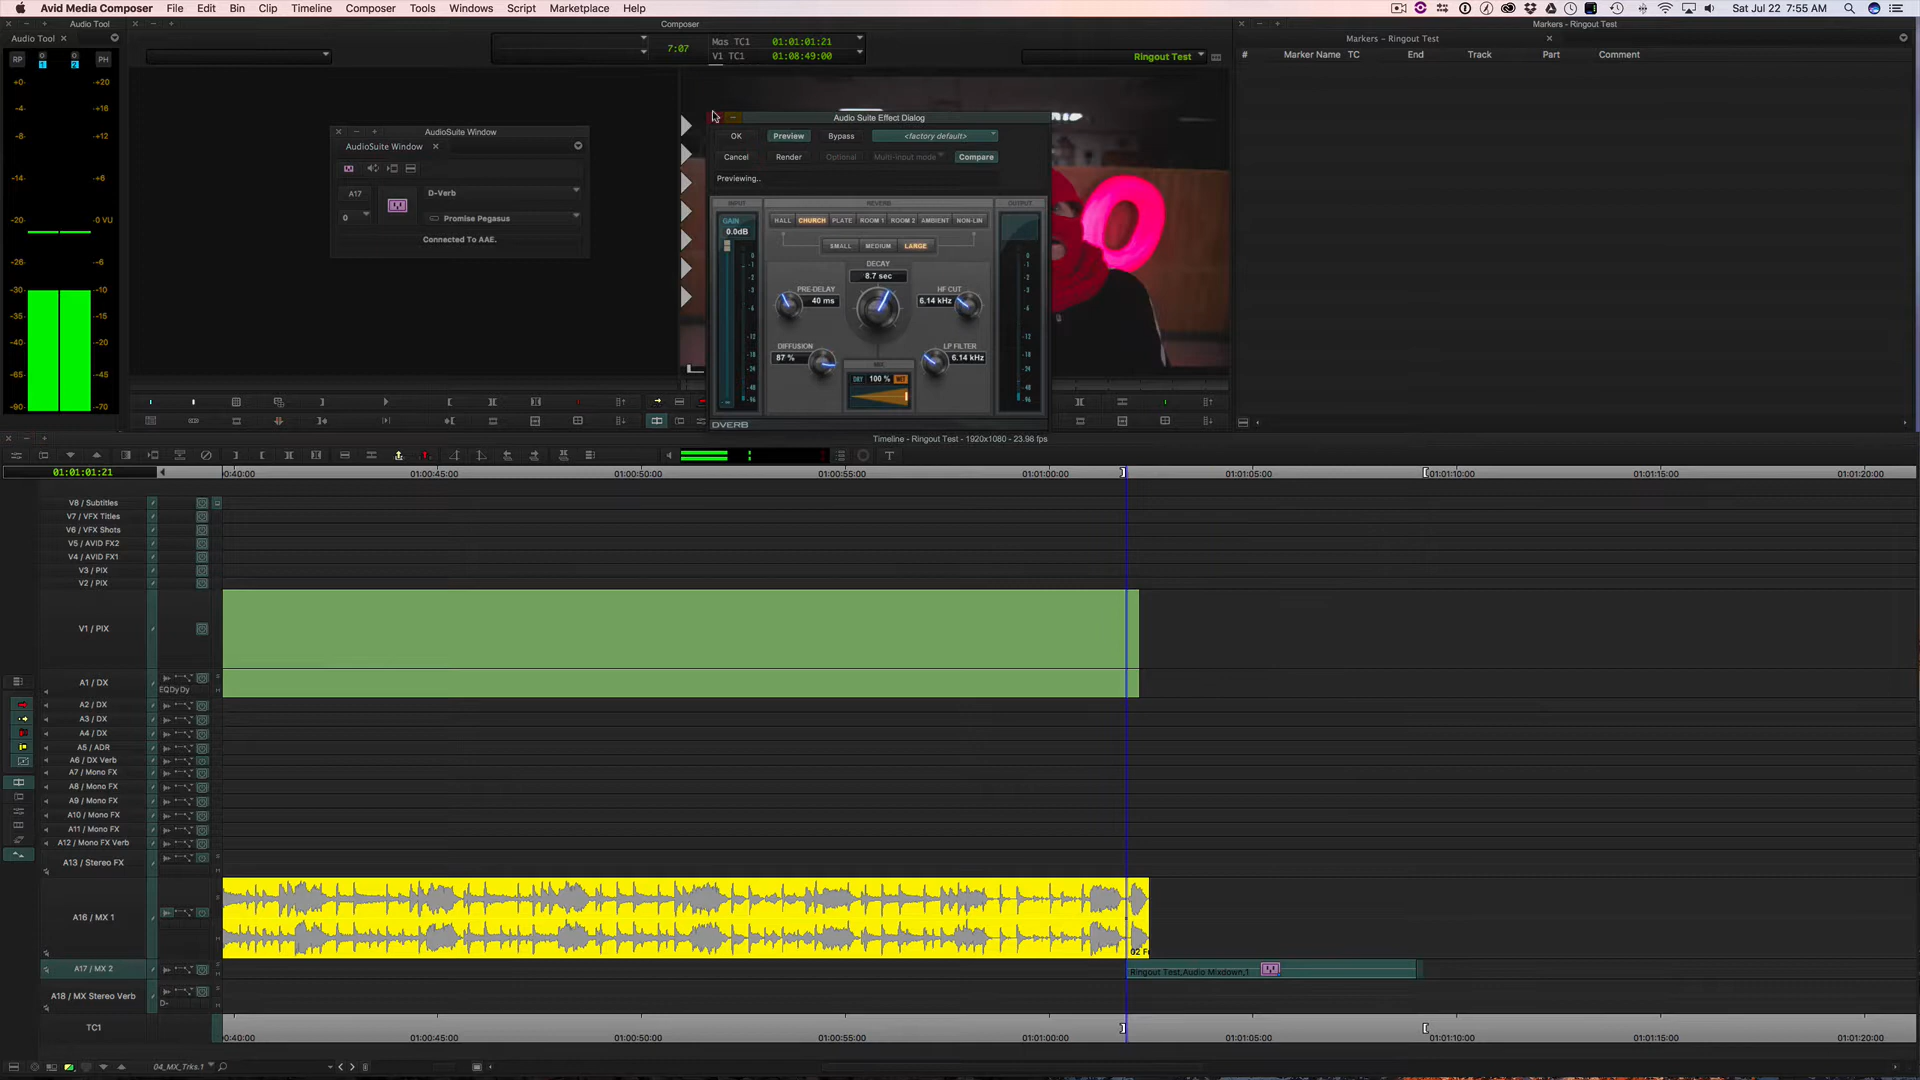 Avid Media Composer File Edit Bin Clip Timeline Composer Tools Windows Script Marketplace Help
Sat Jul 22 7:55 AM
Audio Tool
Composer
Markers - Ringout Test
Audio Tool
Markers - Ringout Test
7:07
Mas TC1 01:01:01:21
V1 TC1 01:08:49:00
Ringout Test
# Marker Name TC End Track Part Comment
RP 1 2 PH
+0 +20
-4 +16
-8 +12
-14 +6
-20 -0 VU
-26 -6
-30 -10
-35 -15
-40 -20
-45 -30
-65 -45
-90 -70
AudioSuite Window
AudioSuite Window
A17
D-Verb
0
Promise Pegasus
Connected To AAE.
Audio Suite Effect Dialog
OK Preview Bypass <factory default>
Cancel Render Optional Multi-input mode Compare
Previewing..
INPUT REVERB OUTPUT
GAIN
0.0dB
HALL CHURCH PLATE ROOM 1 ROOM 2 AMBIENT NON-LIN
SMALL MEDIUM LARGE
DECAY
8.7 sec
PRE-DELAY
40 ms
HF CUT
6.14 kHz
DIFFUSION
87 %
LP FILTER
6.14 kHz
MIX
DRY 100 % WET
DVERB
Timeline - Ringout Test - 1920x1080 - 23.98 fps
01:01:01:21
:0:40:00 01:00:45:00 01:00:50:00 01:00:55:00 01:01:00:00 01:01:05:00 01:01:10:00 01:01:15:00 01:01:20:00
V8 / Subtitles
V7 / VFX Titles
V6 / VFX Shots
V5 / AVID FX2
V4 / AVID FX1
V3 / PIX
V2 / PIX
V1 / PIX
A1 / DX
EQDyDy
A2 / DX
A3 / DX
A4 / DX
A5 / ADR
A6 / DX Verb
A7 / Mono FX
A8 / Mono FX
A9 / Mono FX
A10 / Mono FX
A11 / Mono FX
A12 / Mono FX Verb
A13 / Stereo FX
A16 / MX 1
02 F
A17 / MX 2
Ringout Test,Audio Mixdown,1
A18 / MX Stereo Verb
D-
TC1
:0:40:00 01:00:45:00 01:00:50:00 01:00:55:00 01:01:00:00 01:01:05:00 01:01:10:00 01:01:15:00 01:01:20:00
04_MX_Trks.1